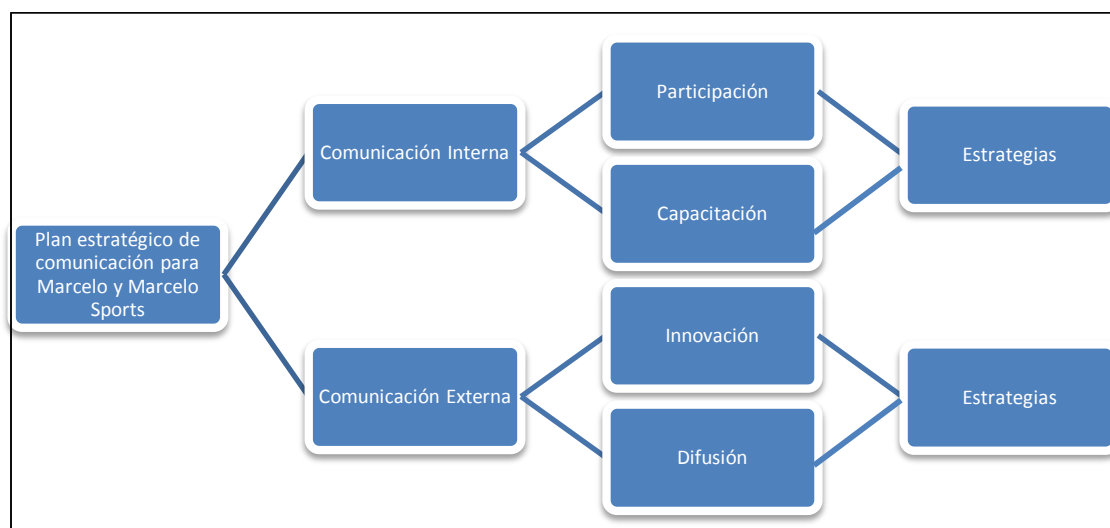 Plan estratégico de
comunicación para
Marcelo y Marcelo
Sports
Comunicación Interna
Comunicación Externa
Participación
Capacitación
Innovación
Difusión
Estrategias
Estrategias